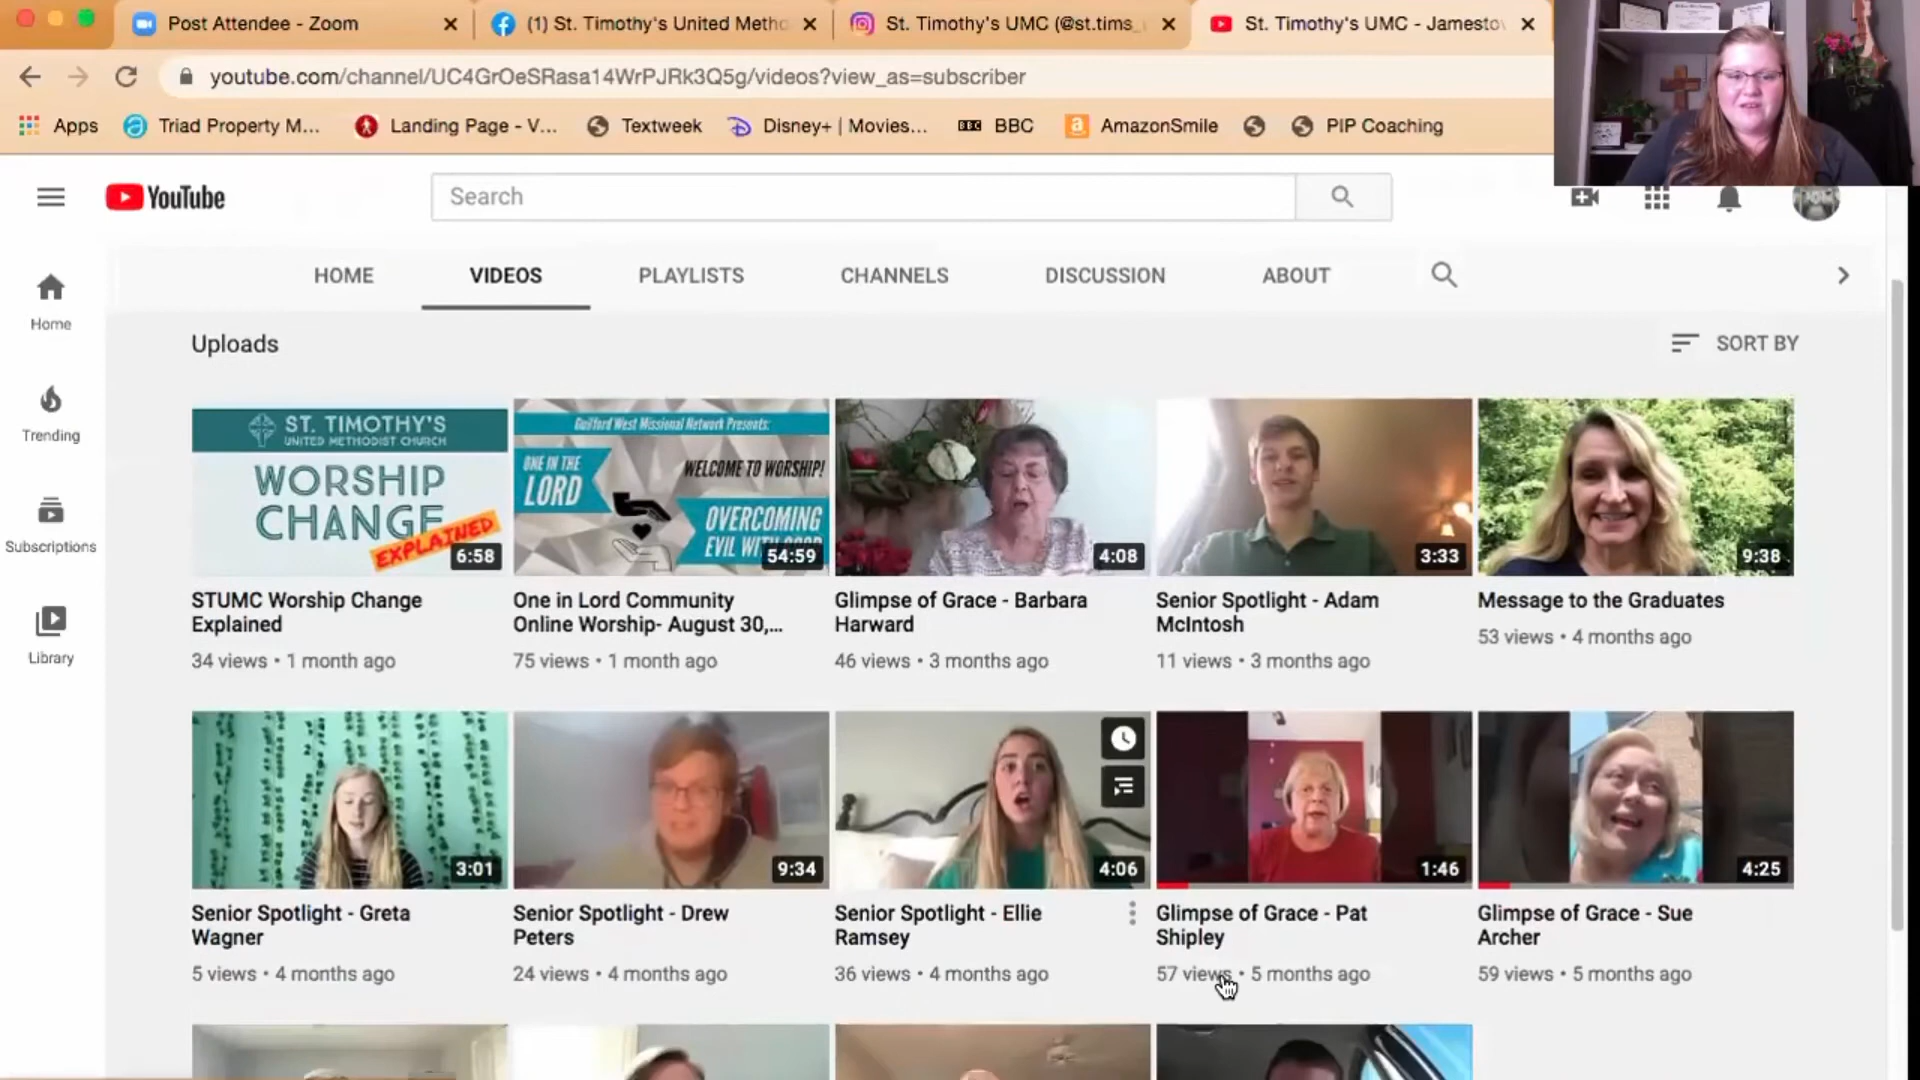 Post Attendee - Zoom
(1) St. Timothy's United Metho
St. Timothy's UMC (@st.tims_
St. Timothy's UMC - Jamesto
youtube.com/channel/UC4GrOeSRasa14WrPJRk3Q5g/videos?view_as=subscriber
Apps
Triad Property M...
Landing Page - V...
Textweek
Disney+ | Movies...
BBC BBC
AmazonSmile
PIP Coaching
YouTube
Search
HOME
VIDEOS
PLAYLISTS
CHANNELS
DISCUSSION
ABOUT
Home
Trending
Subscriptions
Library
Uploads
SORT BY
ST. TIMOTHY'S
UNITED METHODIST CHURCH
WORSHIP
CHANGE
EXPLAINED
6:58
STUMC Worship Change
Explained
34 views • 1 month ago
Guilford West Missional Network Presents:
ONE IN THE
LORD
WELCOME TO WORSHIP!
OVERCOMING
EVIL WITH GOOD
54:59
One in Lord Community
Online Worship- August 30,...
75 views • 1 month ago
4:08
Glimpse of Grace - Barbara
Harward
46 views • 3 months ago
3:33
Senior Spotlight - Adam
McIntosh
11 views • 3 months ago
9:38
Message to the Graduates
53 views • 4 months ago
3:01
Senior Spotlight - Greta
Wagner
5 views • 4 months ago
9:34
Senior Spotlight - Drew
Peters
24 views • 4 months ago
4:06
Senior Spotlight - Ellie
Ramsey
36 views • 4 months ago
1:46
Glimpse of Grace - Pat
Shipley
57 views • 5 months ago
4:25
Glimpse of Grace - Sue
Archer
59 views • 5 months ago